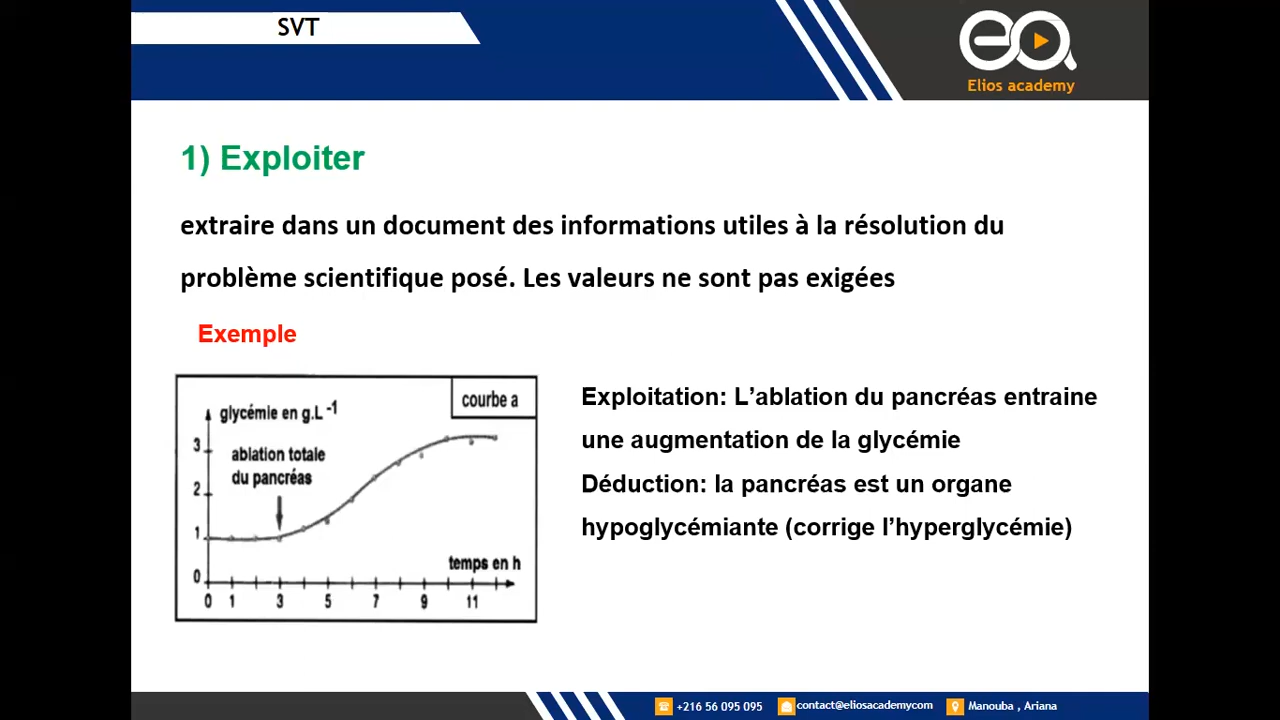 SVT
Elios academy
1) Exploiter
extraire dans un document des informations utiles à la résolution du
problème scientifique posé. Les valeurs ne sont pas exigées
Exemple
courbe a
glycémie en g.L⁻¹
ablation totale
du pancréas
3
2
1
0
temps en h
0 1 3 5 7 9 11
Exploitation: L’ablation du pancréas entraine
une augmentation de la glycémie
Déduction: la pancréas est un organe
hypoglycémiante (corrige l’hyperglycémie)
+216 56 095 095
contact@eliosacademycom
Manouba , Ariana